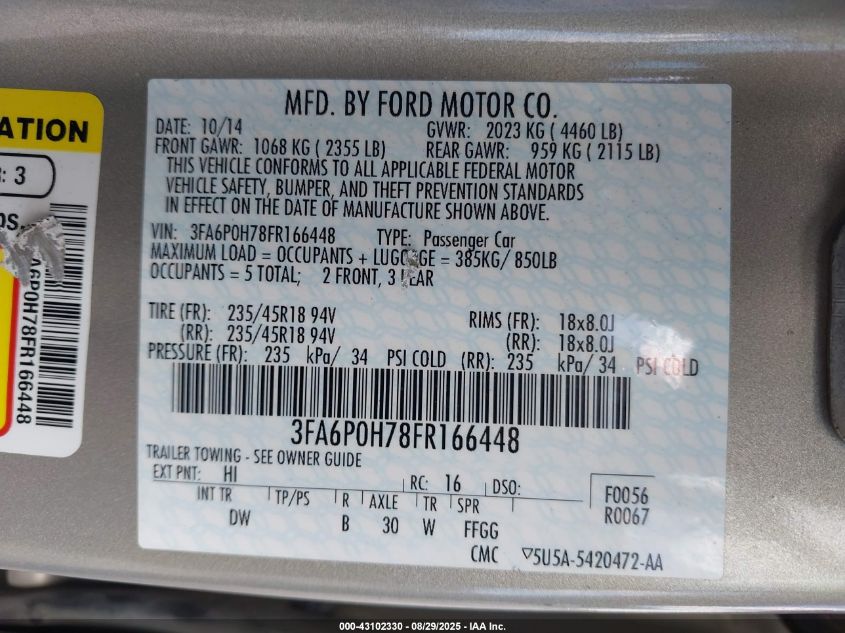 ATION
: 3
A6P0H78FR166448
MFD. BY FORD MOTOR CO.
DATE: 10/14 GVWR: 2023 KG ( 4460 LB)
FRONT GAWR: 1068 KG ( 2355 LB) REAR GAWR: 959 KG ( 2115 LB)
THIS VEHICLE CONFORMS TO ALL APPLICABLE FEDERAL MOTOR
VEHICLE SAFETY, BUMPER, AND THEFT PREVENTION STANDARDS
IN EFFECT ON THE DATE OF MANUFACTURE SHOWN ABOVE.
VIN: 3FA6P0H78FR166448 TYPE: Passenger Car
MAXIMUM LOAD = OCCUPANTS + LUGGAGE = 385KG/ 850LB
OCCUPANTS = 5 TOTAL; 2 FRONT, 3 REAR
TIRE (FR): 235/45R18 94V RIMS (FR): 18x8.0J
(RR): 235/45R18 94V (RR): 18x8.0J
PRESSURE (FR): 235 kPa/ 34 PSI COLD (RR): 235 kPa/ 34 PSI COLD
3FA6P0H78FR166448
TRAILER TOWING - SEE OWNER GUIDE
EXT PNT: HI RC: 16 DSO:
INT TR TP/PS R AXLE TR SPR
DW B 30 W FFGG
F0056
R0067
CMC ▽5U5A-5420472-AA
000-43102330 - 08/29/2025 - IAA Inc.